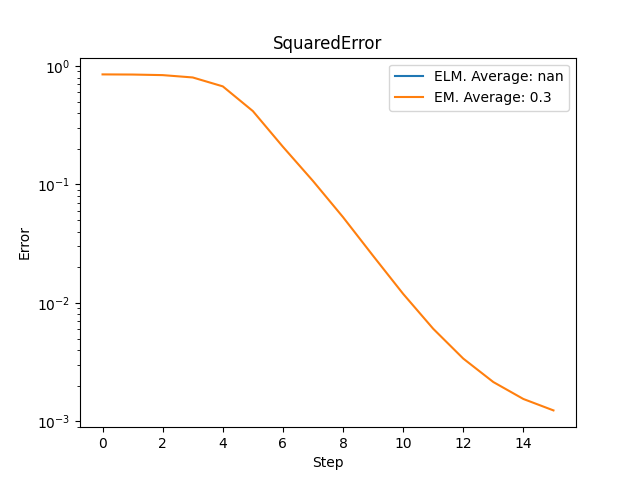 SquaredError
ELM. Average: nan
EM. Average: 0.3
10⁰
10⁻¹
10⁻²
10⁻³
Error
0 2 4 6 8 10 12 14
Step